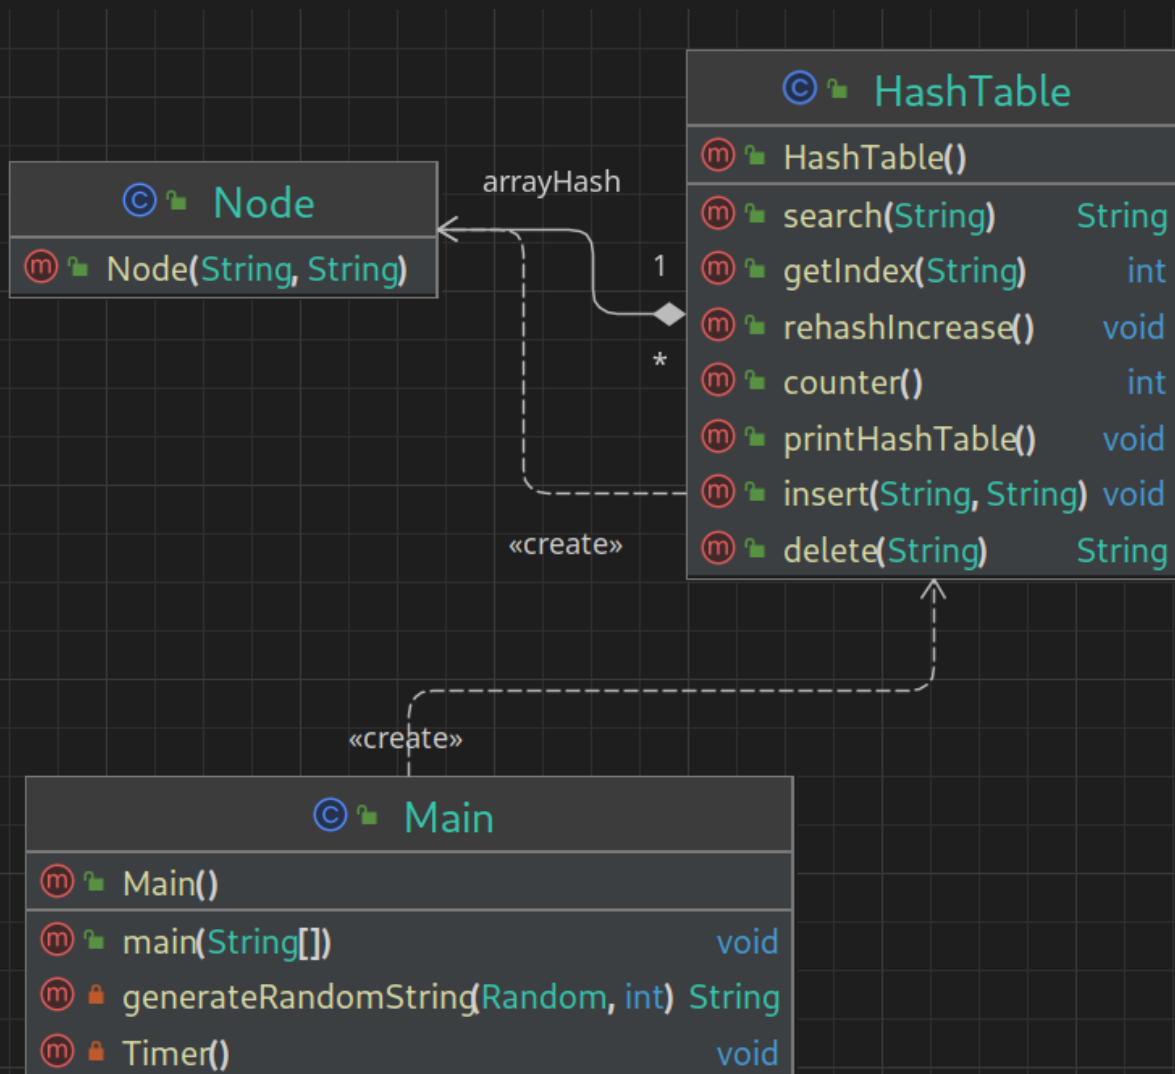 HashTable
HashTable()
search(String) String
getIndex(String) int
rehashIncrease() void
counter() int
printHashTable() void
insert(String, String) void
delete(String) String
Node
Node(String, String)
arrayHash
1
*
«create»
«create»
Main
Main()
main(String[]) void
generateRandomString(Random, int) String
Timer() void